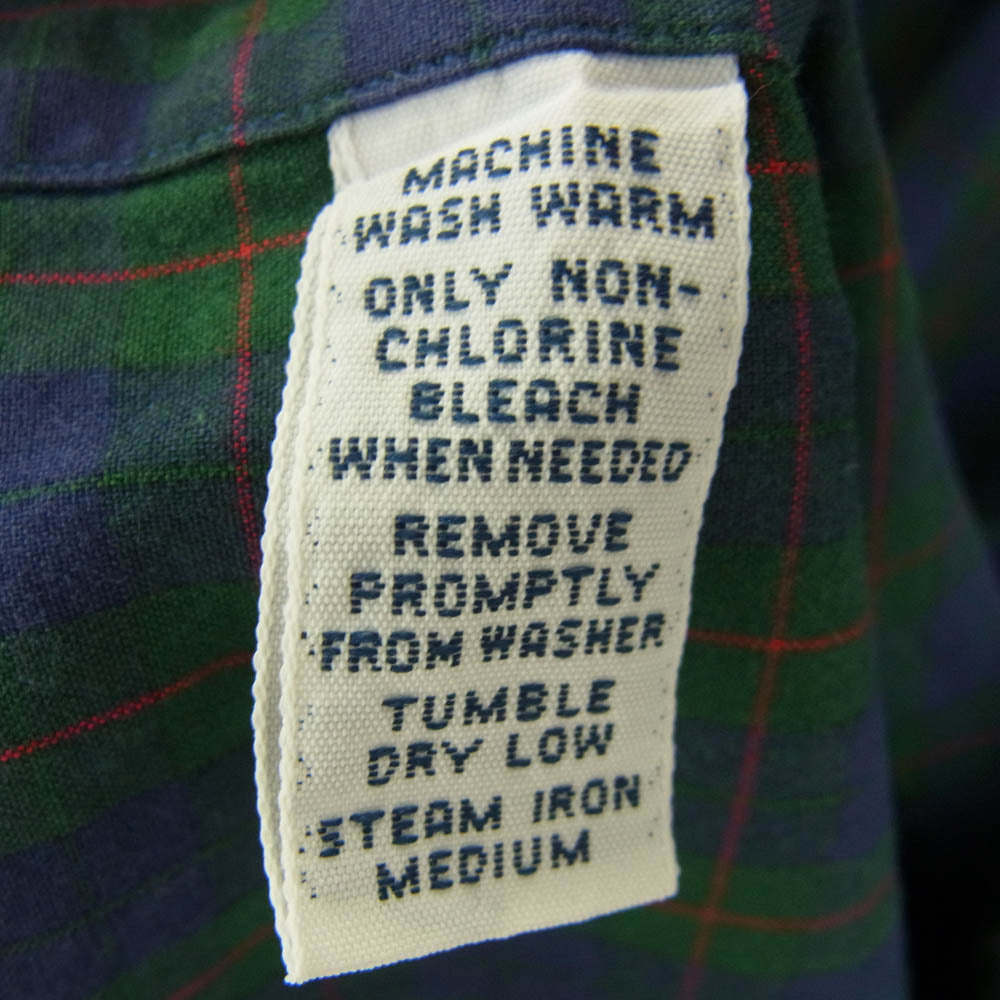 MACHINE
WASH WARM
ONLY NON-
CHLORINE
BLEACH
WHEN NEEDED
REMOVE
PROMPTLY
FROM WASHER
TUMBLE
DRY LOW
STEAM IRON
MEDIUM